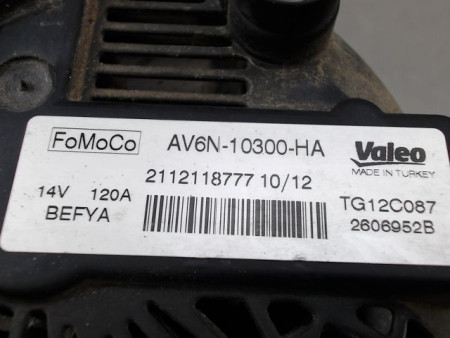 FoMoCo AV6N-10300-HA Valeo
MADE IN TURKEY
2112118777 10/12
14V 120A TG12C087
BEFYA 2606952B